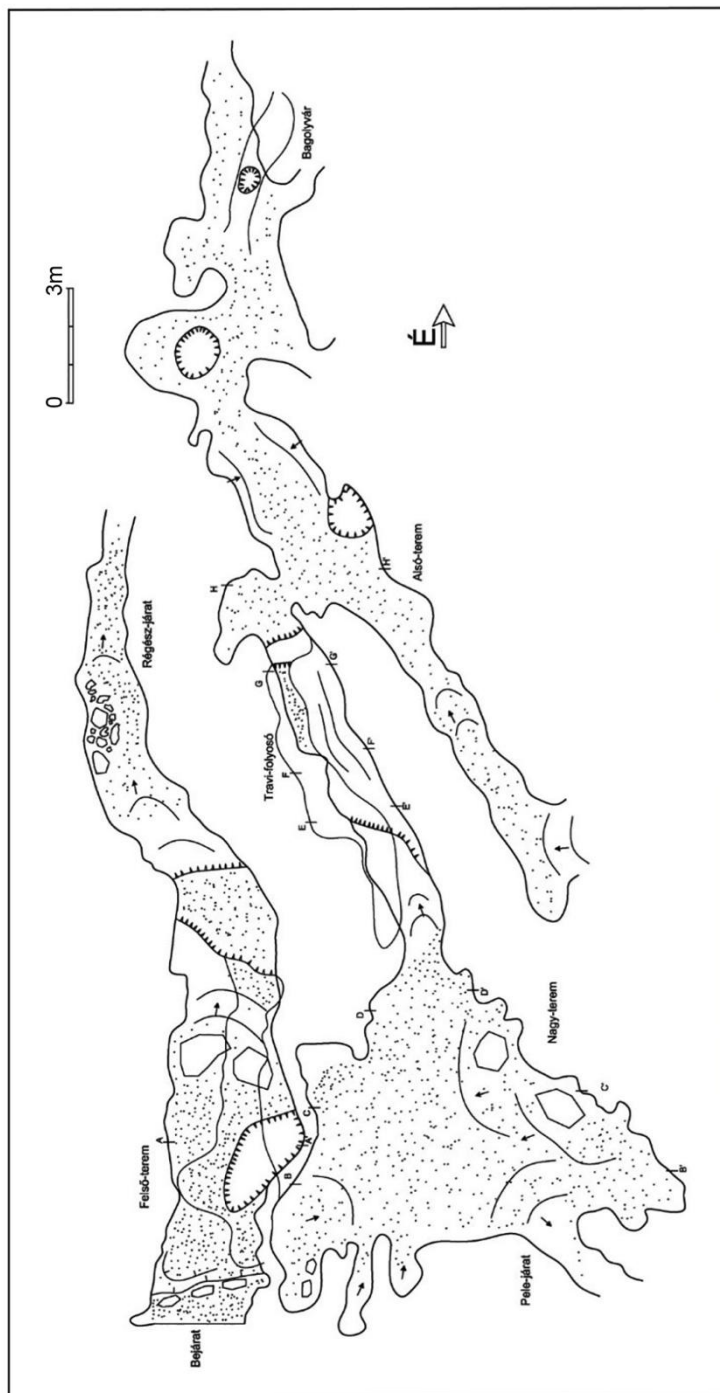 Bagolyvár
0 3m
É
Régész-járat
Alsó-terem
H
H'
G
G'
Travi-folyosó
F
F'
E
E'
D
D'
Nagy-terem
Felső-terem
A
A'
C
C'
B
B'
Pele-járat
Bejárat